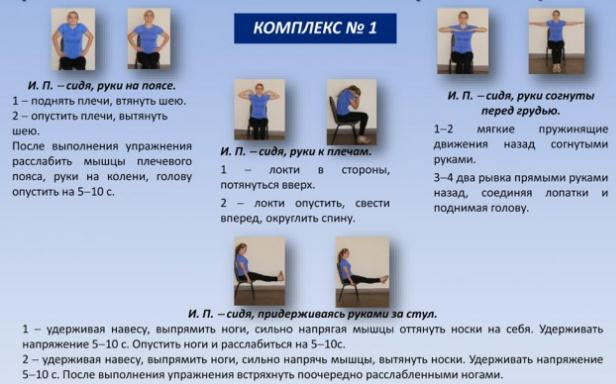 КОМПЛЕКС № 1
И. П. – сидя, руки на поясе.
1 – поднять плечи, втянуть шею.
2 – опустить плечи, вытянуть
шею.
После выполнения упражнения
расслабить мышцы плечевого
пояса, руки на колени, голову
опустить на 5–10 с.
И. П. – сидя, руки к плечам.
1 – локти в стороны,
потянуться вверх.
2 – локти опустить, свести
вперед, округлить спину.
И. П. – сидя, руки согнуты
перед грудью.
1–2 мягкие пружинящие
движения назад согнутыми
руками.
3–4 два рывка прямыми руками
назад, соединяя лопатки и
поднимая голову.
И. П. – сидя, придерживаясь руками за стул.
1 – удерживая навесу, выпрямить ноги, сильно напрягая мышцы оттянуть носки на себя. Удерживать
напряжение 5–10 с. Опустить ноги и расслабиться на 5–10с.
2 – удерживая навесу, выпрямить ноги, сильно напрячь мышцы, вытянуть носки. Удерживать напряжение
5–10 с. После выполнения упражнения встряхнуть поочередно расслабленными ногами.